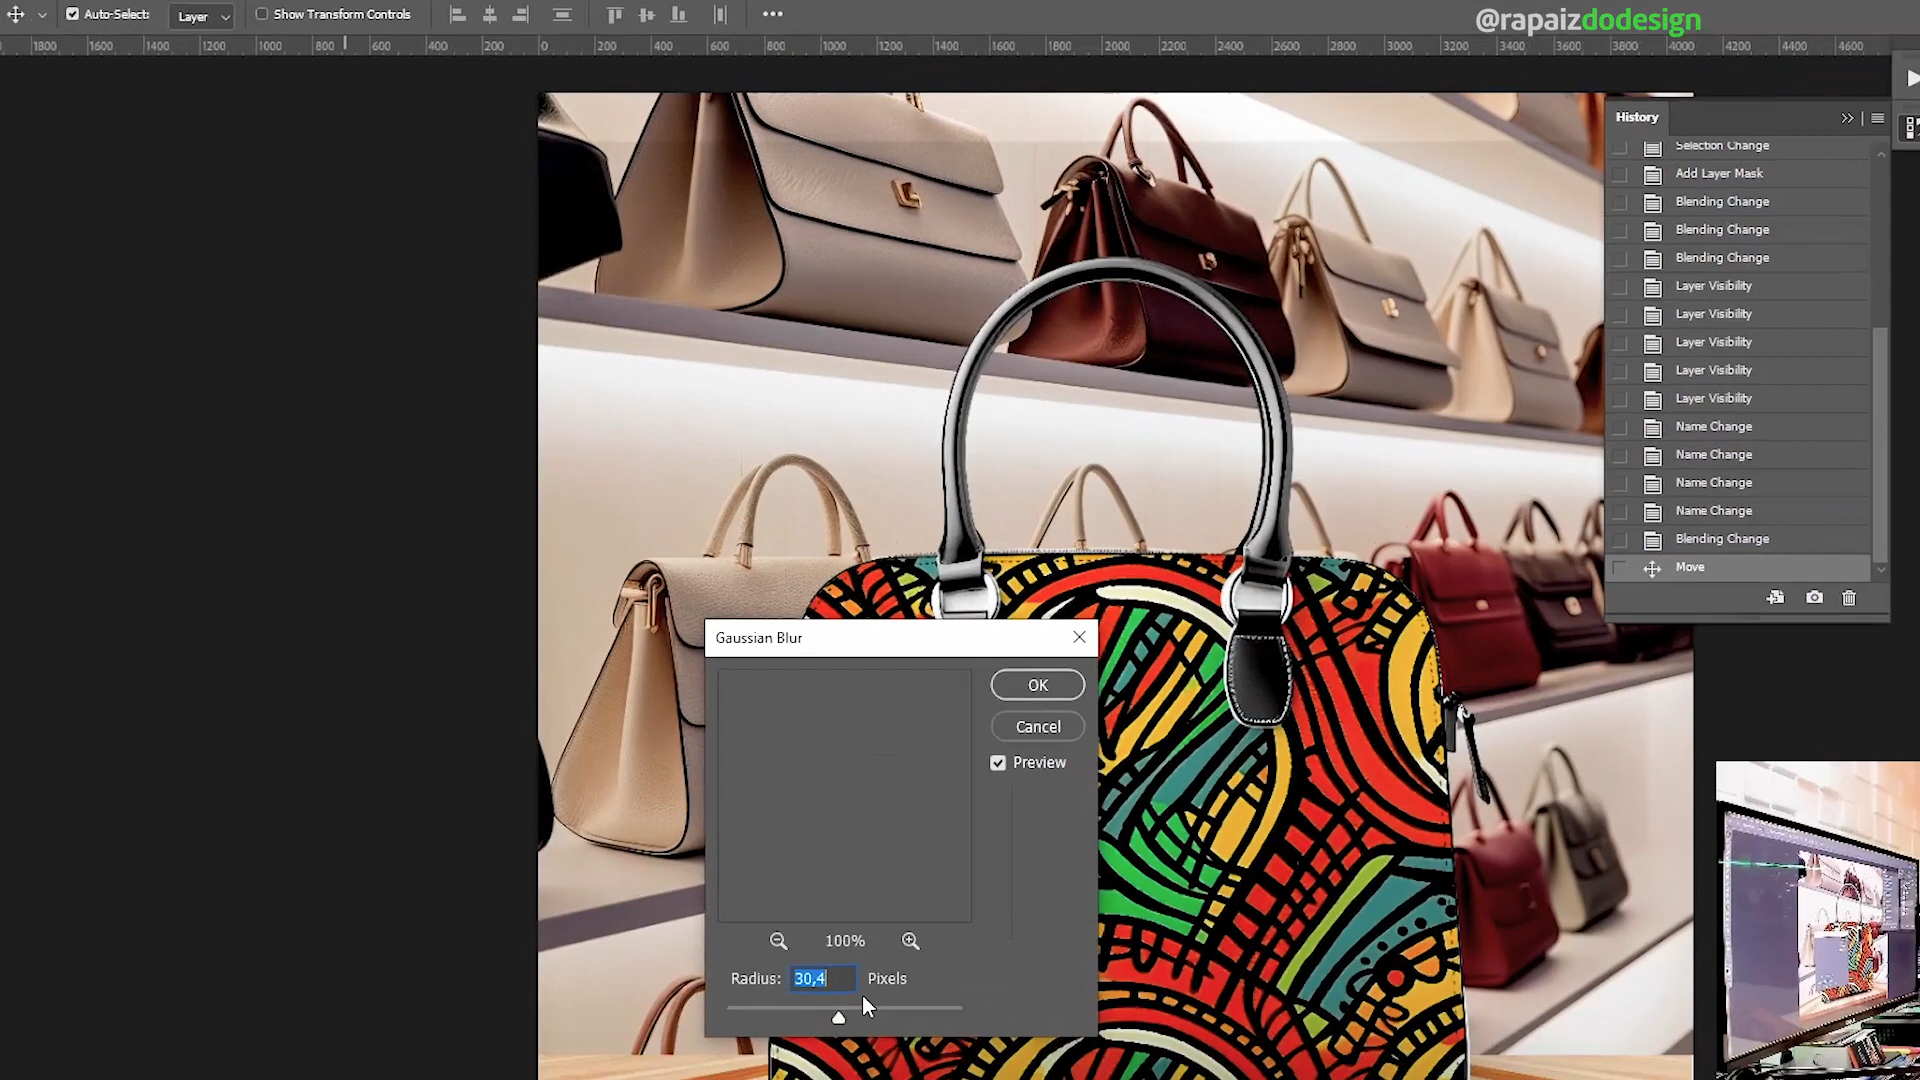 Auto-Select: Layer Show Transform Controls
@rapaizdodesign
1800 1600 1400 1200 1000 800 600 400 200 0 200 400 600 800 1000 1200 1400 1600 1800 2000 2200 2400 2600 2800 3000 3200 3400 3600 3800 4000 4200 4400 4600
History
Selection Change
Add Layer Mask
Blending Change
Blending Change
Blending Change
Layer Visibility
Layer Visibility
Layer Visibility
Layer Visibility
Layer Visibility
Name Change
Name Change
Name Change
Name Change
Blending Change
Move
Gaussian Blur
OK
Cancel
Preview
100%
Radius: 30,4 Pixels